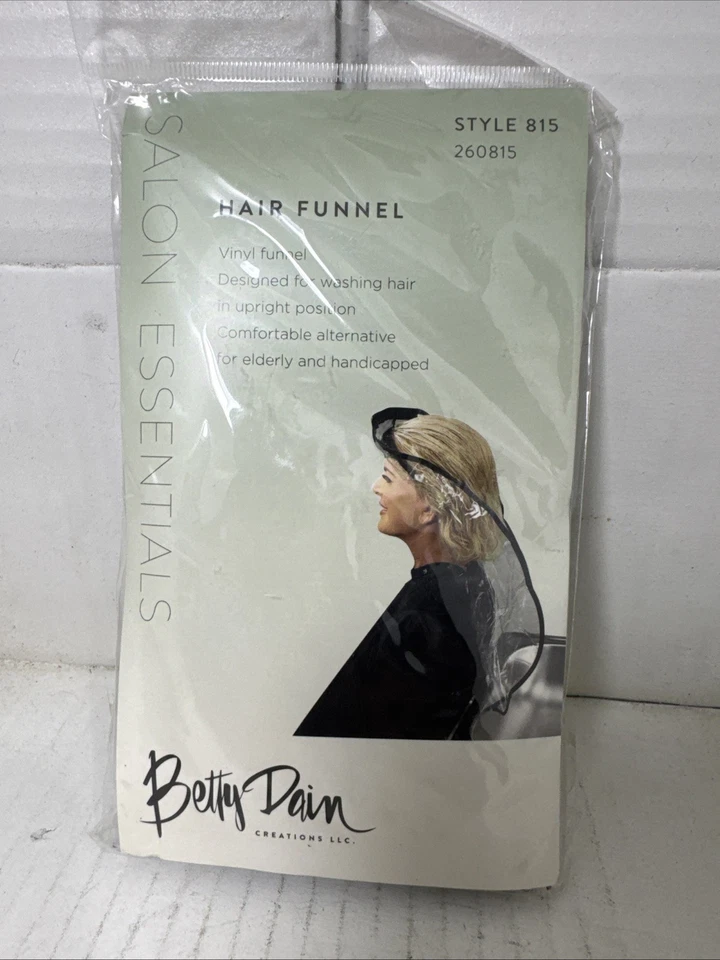 STYLE 815
260815
SALON ESSENTIALS
HAIR FUNNEL
Vinyl funnel
Designed for washing hair
in upright position
Comfortable alternative
for elderly and handicapped
Betty Dain
CREATIONS LLC.